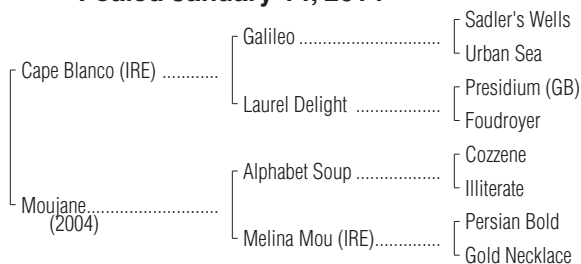 Foaled January 14, 2014
Sadler's Wells
Galileo
Urban Sea
Cape Blanco (IRE)
Presidium (GB)
Laurel Delight
Foudroyer
Cozzene
Alphabet Soup
Illiterate
Moujane
(2004)
Persian Bold
Melina Mou (IRE)
Gold Necklace